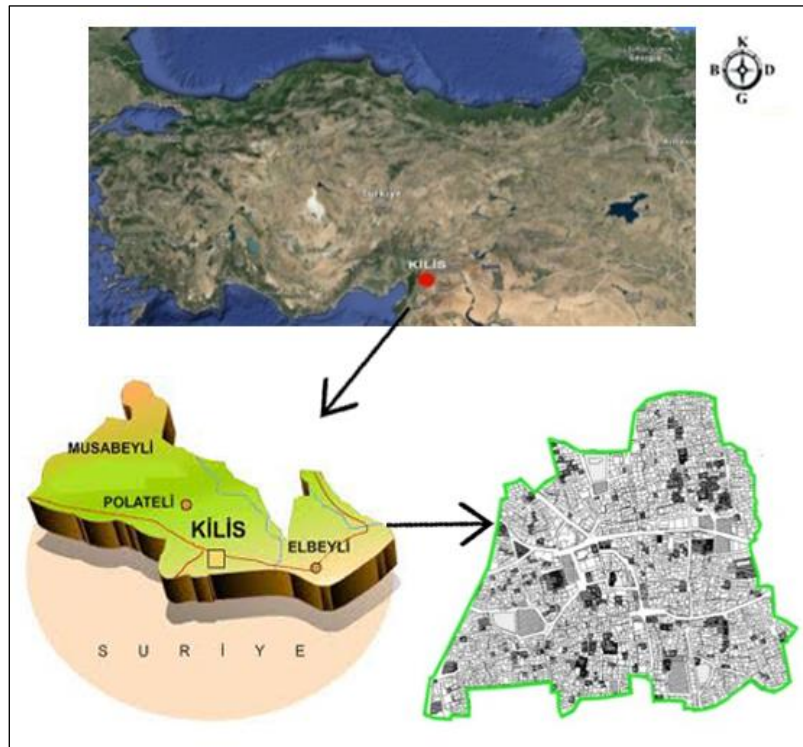 K
B D
G
Türkiye
KİLİS
MUSABEYLİ
POLATELİ
KİLİS
ELBEYLİ
S U R İ Y E